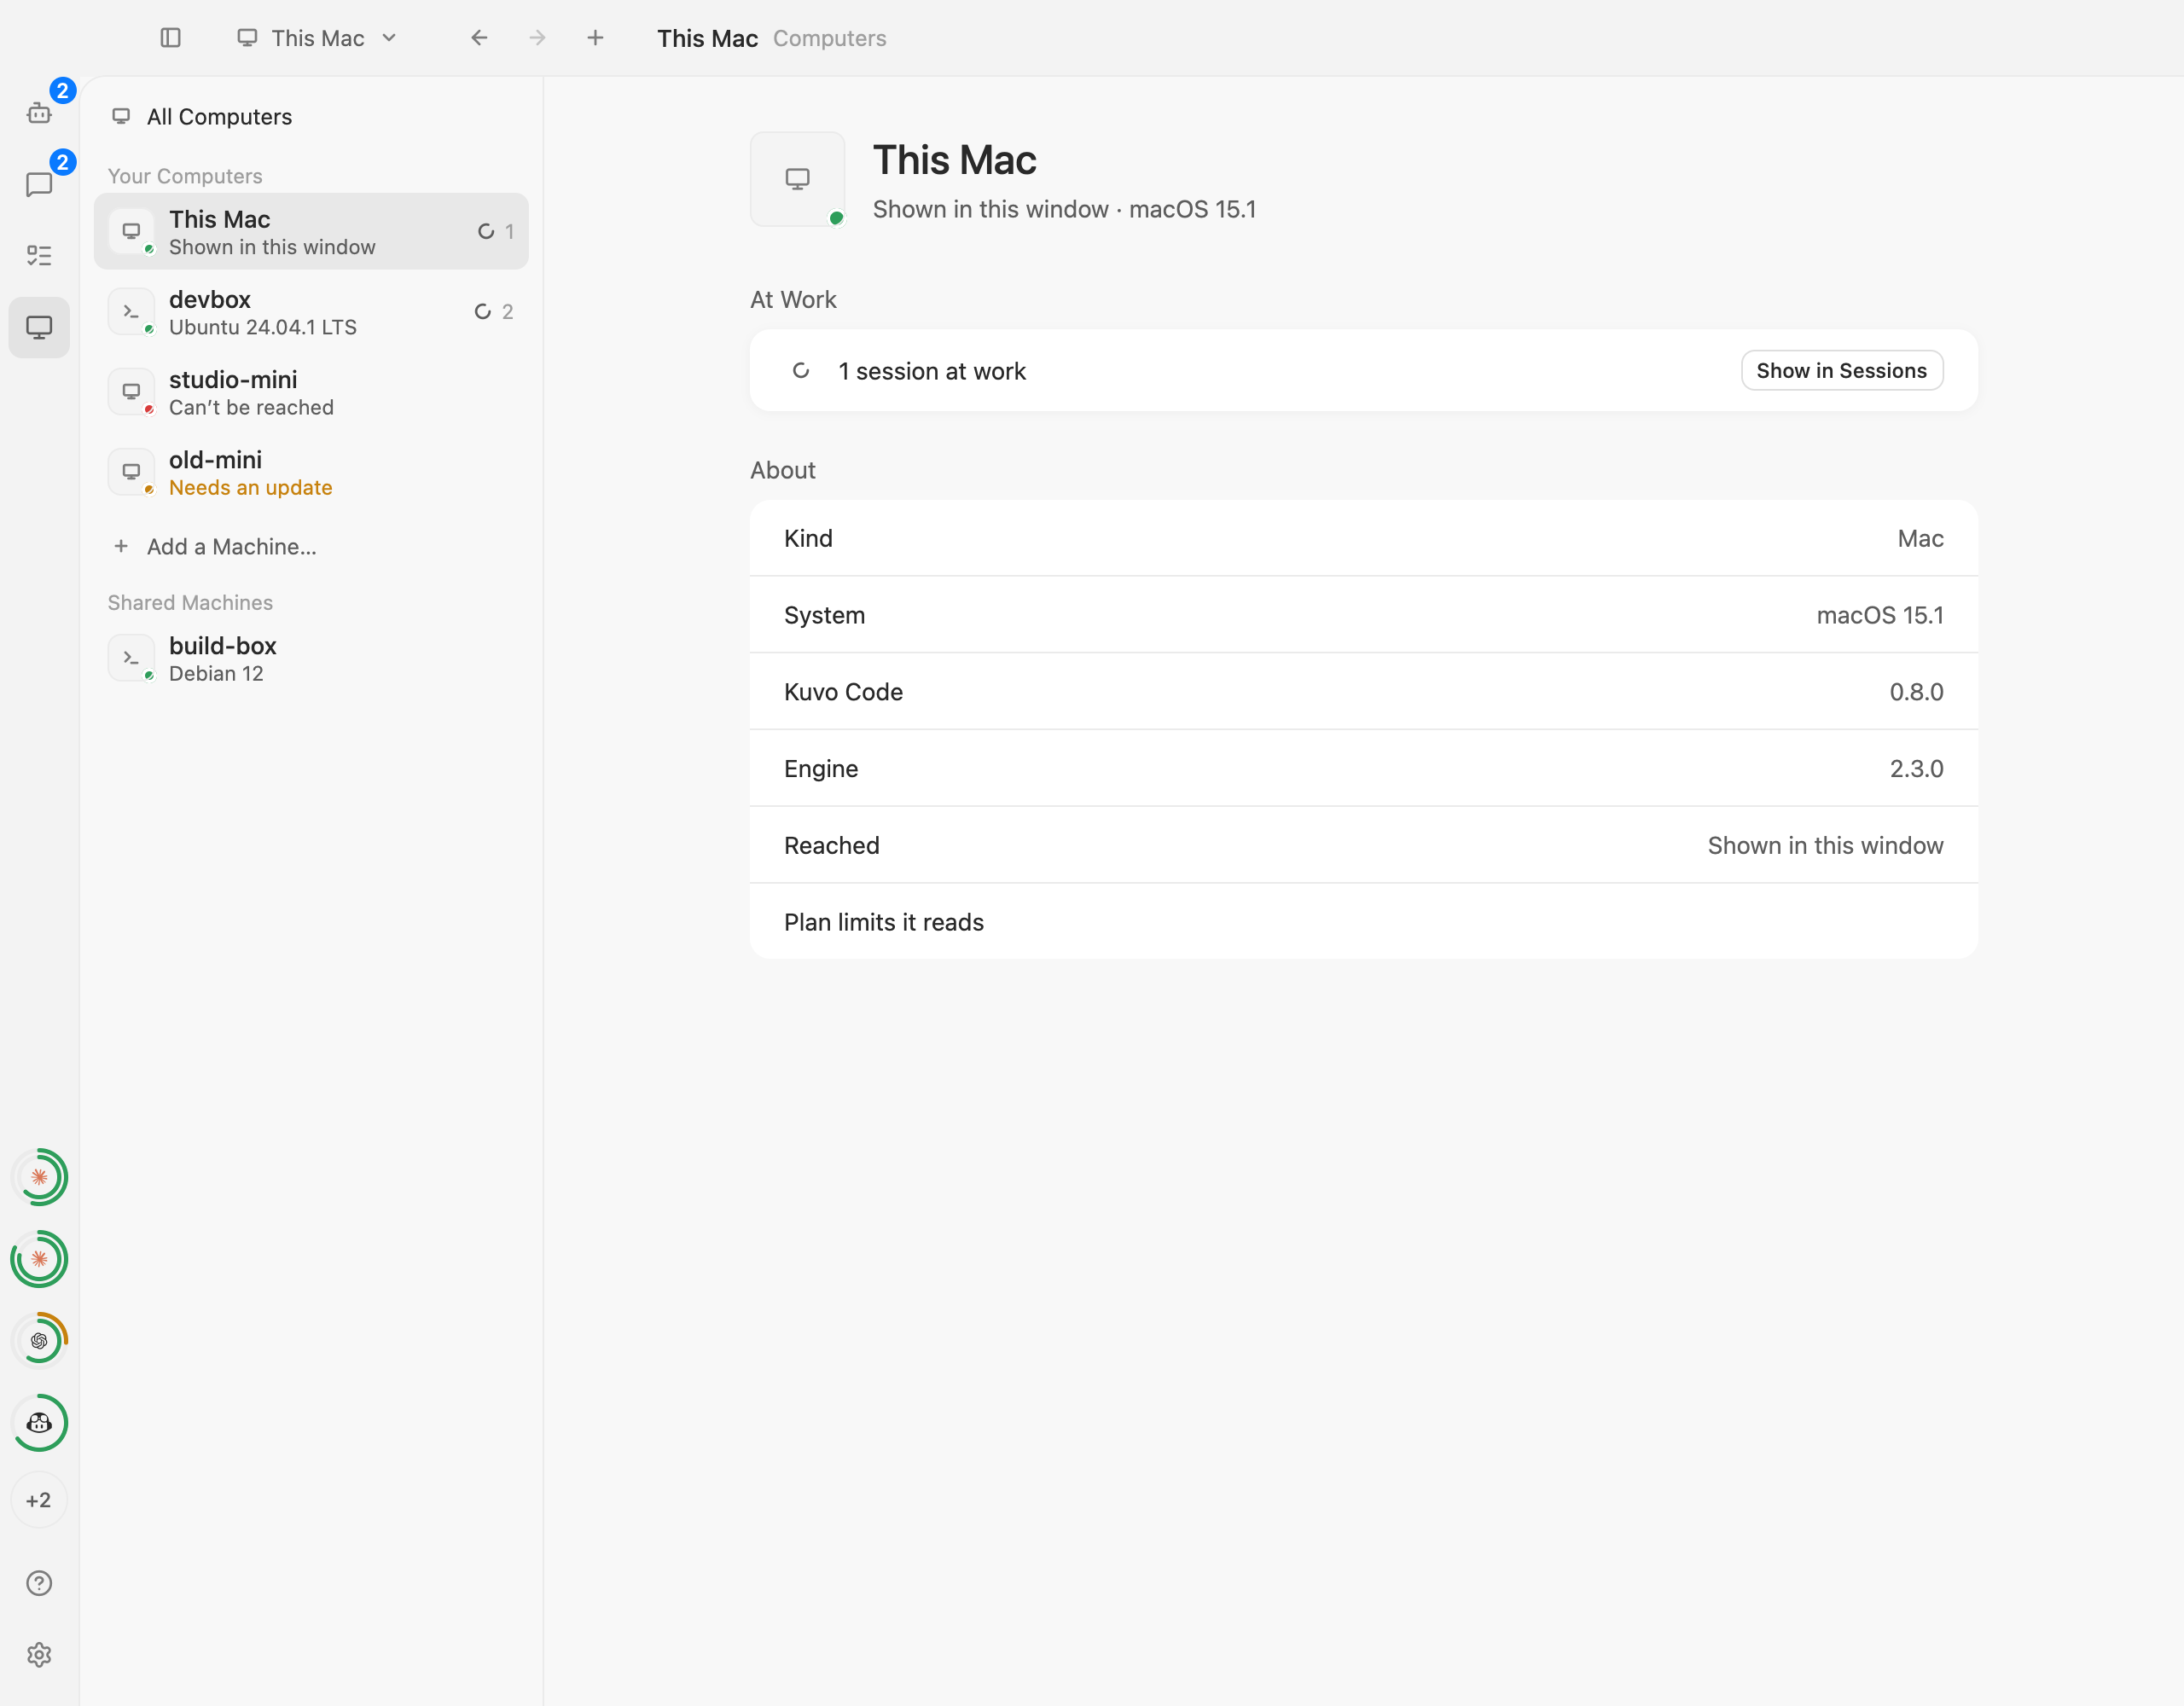 This Mac
This Mac Computers
2
2
All Computers
Your Computers
This Mac
Shown in this window
1
devbox
Ubuntu 24.04.1 LTS
2
studio-mini
Can’t be reached
old-mini
Needs an update
Add a Machine...
Shared Machines
build-box
Debian 12
+2
This Mac
Shown in this window · macOS 15.1
At Work
1 session at work
Show in Sessions
About
Kind
Mac
System
macOS 15.1
Kuvo Code
0.8.0
Engine
2.3.0
Reached
Shown in this window
Plan limits it reads